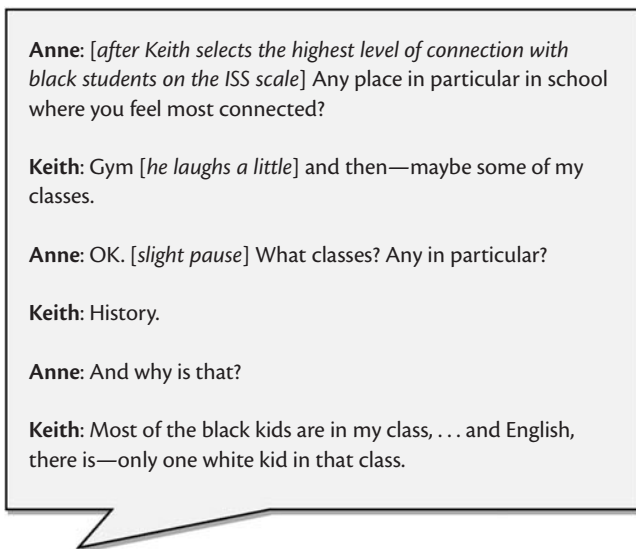 Anne: [after Keith selects the highest level of connection with
black students on the ISS scale] Any place in particular in school
where you feel most connected?
Keith: Gym [he laughs a little] and then—maybe some of my
classes.
Anne: OK. [slight pause] What classes? Any in particular?
Keith: History.
Anne: And why is that?
Keith: Most of the black kids are in my class, . . . and English,
there is—only one white kid in that class.